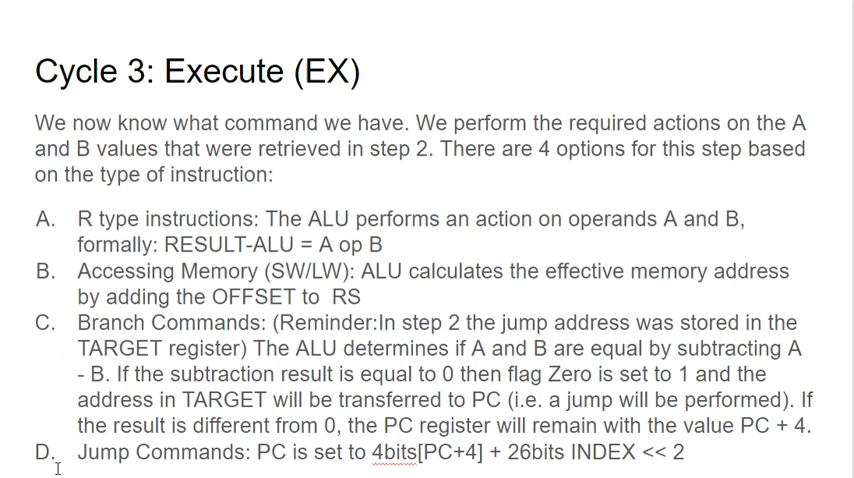 Cycle 3: Execute (EX)
We now know what command we have. We perform the required actions on the A
and B values that were retrieved in step 2. There are 4 options for this step based
on the type of instruction:
A. R type instructions: The ALU performs an action on operands A and B,
formally: RESULT-ALU = A op B
B. Accessing Memory (SW/LW): ALU calculates the effective memory address
by adding the OFFSET to RS
C. Branch Commands: (Reminder:In step 2 the jump address was stored in the
TARGET register) The ALU determines if A and B are equal by subtracting A
- B. If the subtraction result is equal to 0 then flag Zero is set to 1 and the
address in TARGET will be transferred to PC (i.e. a jump will be performed). If
the result is different from 0, the PC register will remain with the value PC + 4.
D. Jump Commands: PC is set to 4bits[PC+4] + 26bits INDEX << 2